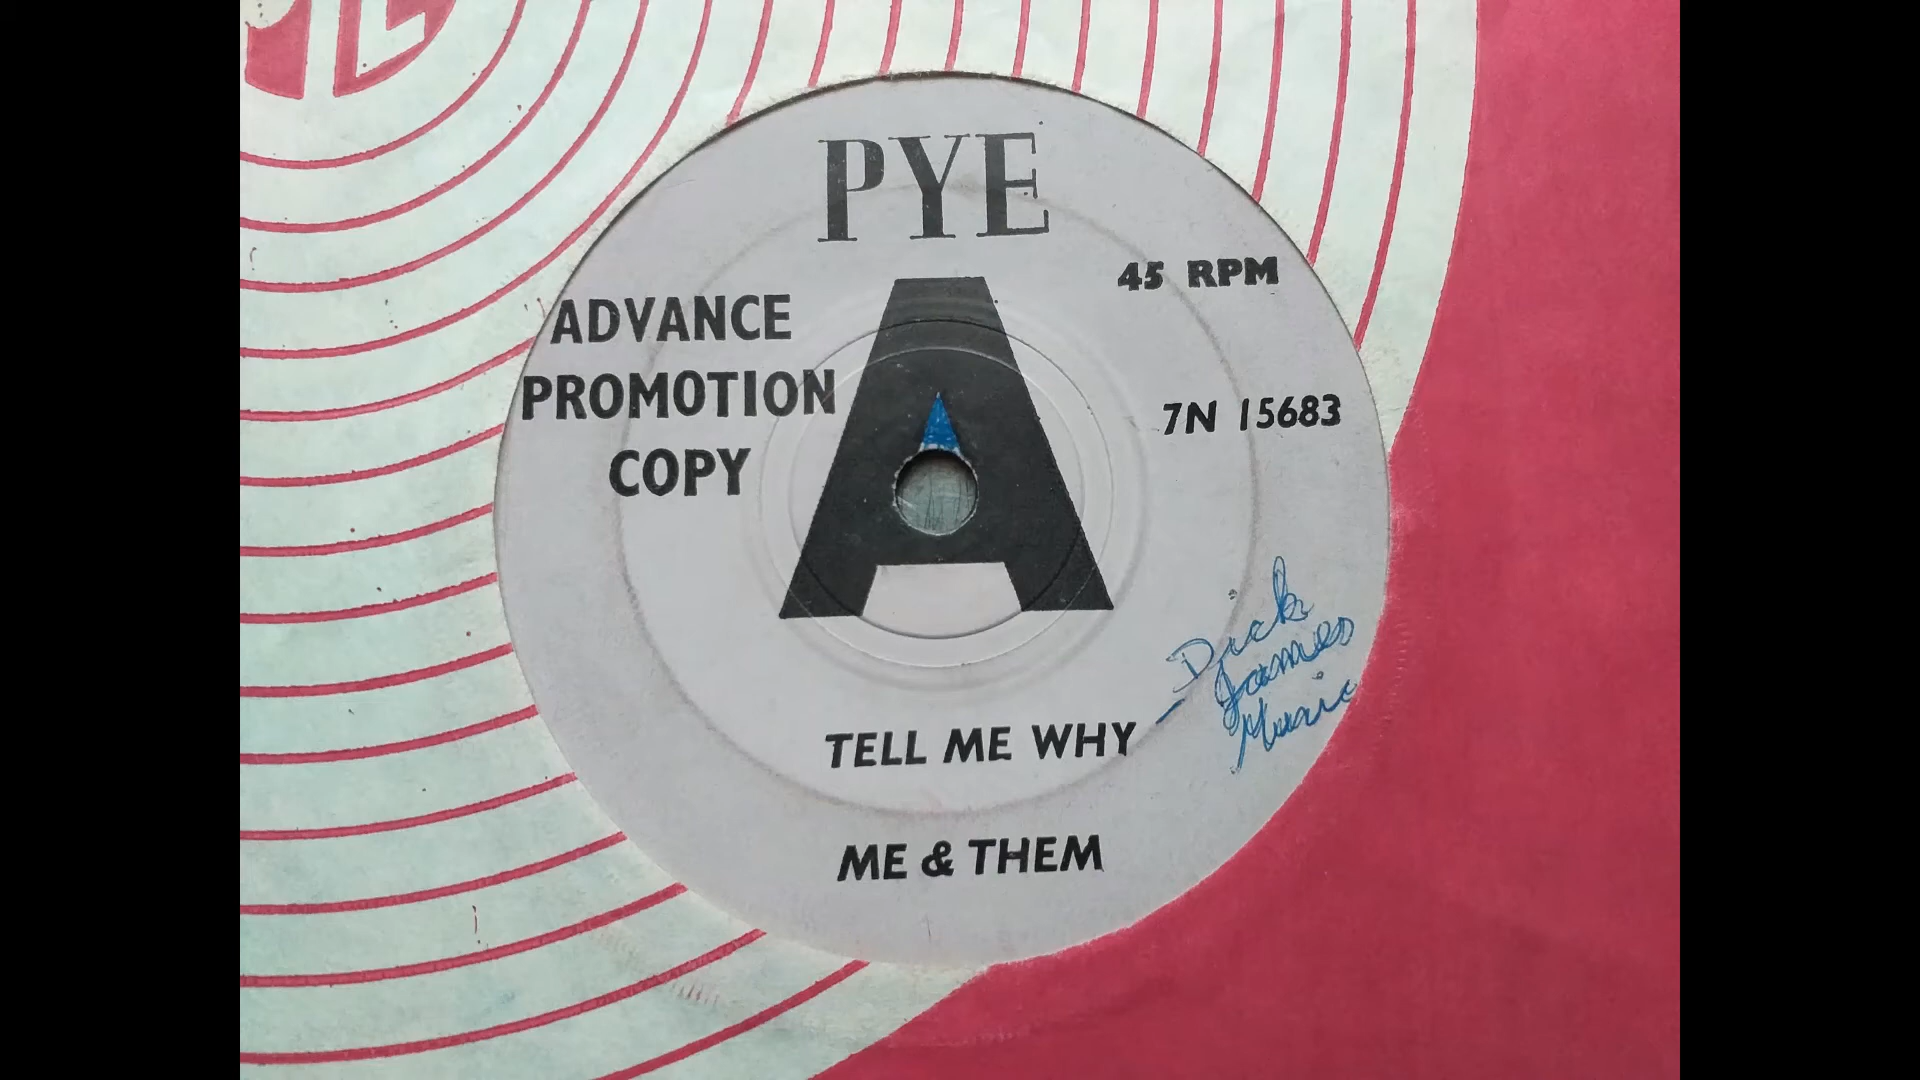 PYE
45 RPM
ADVANCE
PROMOTION
COPY
A
7N 15683
Dick
James
Music
TELL ME WHY
ME & THEM